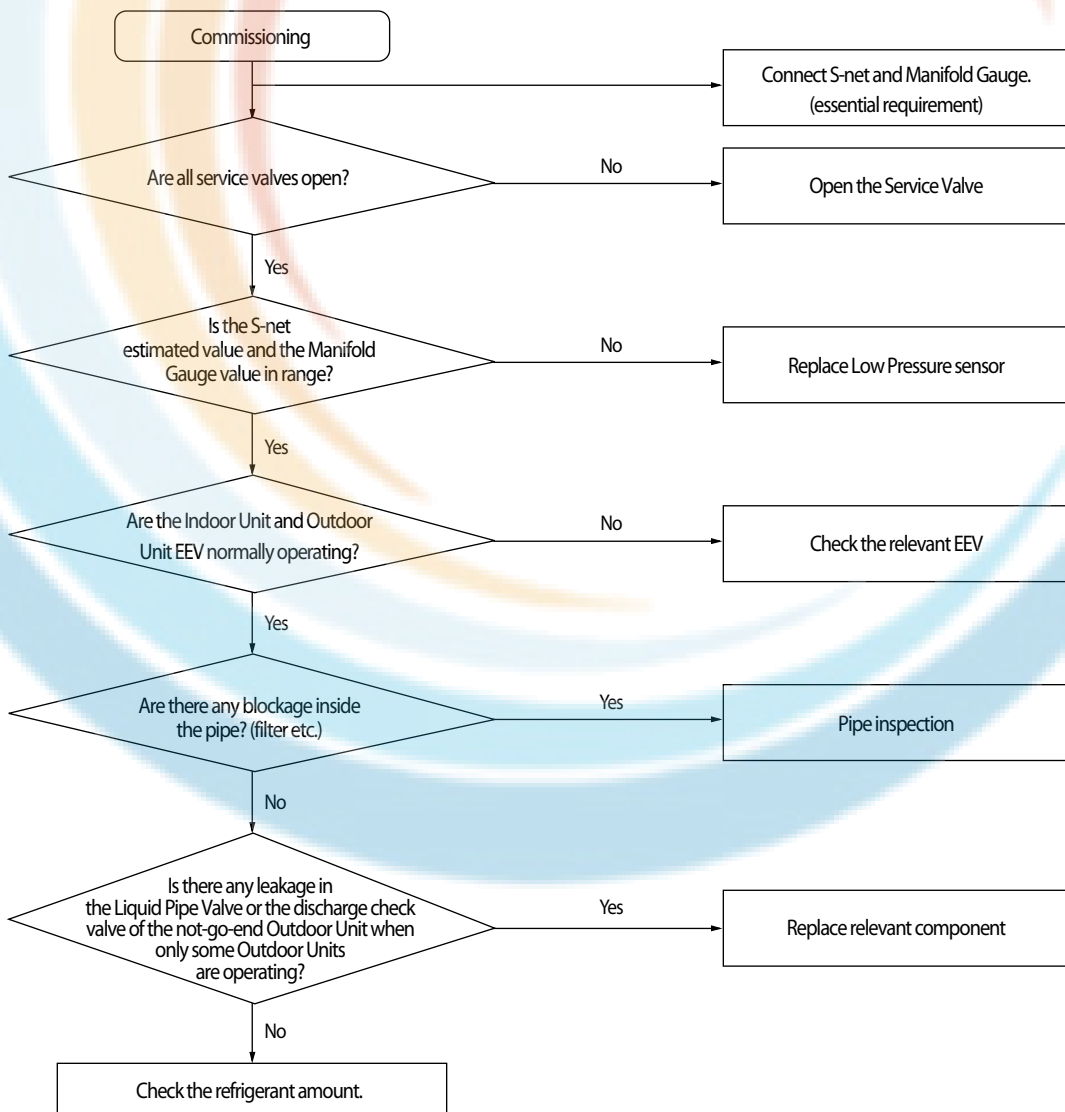 Commissioning
Connect S-net and Manifold Gauge.
(essential requirement)
Are all service valves open?
No
Open the Service Valve
Yes
Is the S-net
estimated value and the Manifold
Gauge value in range?
No
Replace Low Pressure sensor
Yes
Are the Indoor Unit and Outdoor
Unit EEV normally operating?
No
Check the relevant EEV
Yes
Are there any blockage inside
the pipe? (filter etc.)
Yes
Pipe inspection
No
Is there any leakage in
the Liquid Pipe Valve or the discharge check
valve of the not-go-end Outdoor Unit when
only some Outdoor Units
are operating?
Yes
Replace relevant component
No
Check the refrigerant amount.